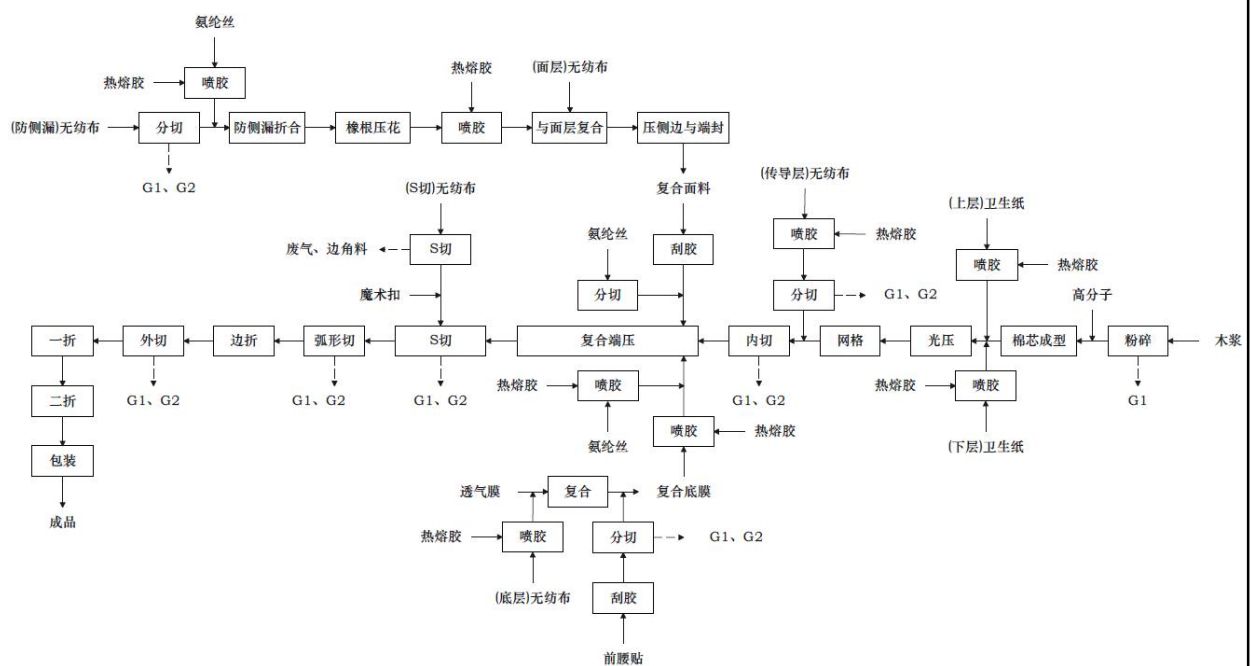 氨纶丝
热熔胶
喷胶
热熔胶
(面层)无纺布
(防侧漏)无纺布
分切
防侧漏折合
橡根压花
喷胶
与面层复合
压侧边与端封
G1、G2
(S切)无纺布
复合面料
(传导层)无纺布
(上层)卫生纸
废气、边角料
S切
氨纶丝
刮胶
喷胶
热熔胶
喷胶
热熔胶
魔术扣
分切
分切
G1、G2
高分子
一折
外切
边折
弧形切
S切
复合端压
内切
网格
光压
棉芯成型
粉碎
木浆
二折
G1、G2
G1、G2
G1、G2
热熔胶
喷胶
G1、G2
热熔胶
喷胶
G1
包装
氨纶丝
喷胶
热熔胶
(下层)卫生纸
成品
透气膜
复合
复合底膜
热熔胶
喷胶
分切
G1、G2
(底层)无纺布
刮胶
前腰贴